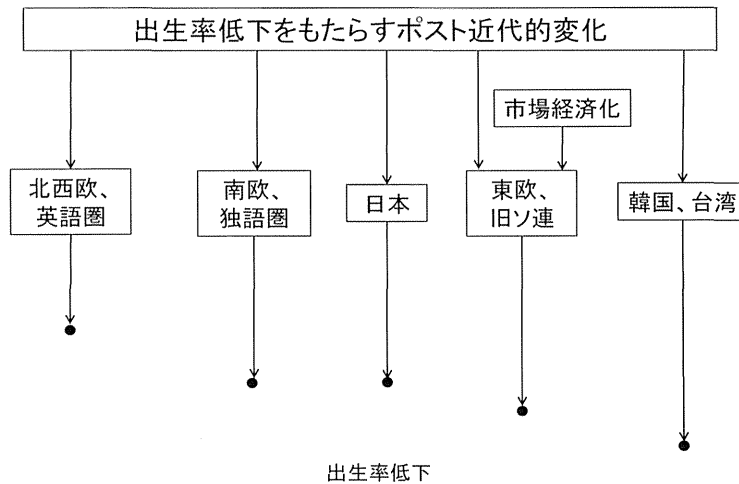 出生率低下をもたらすポスト近代的変化
市場経済化
北西欧、
英語圏
南欧、
独語圏
日本
東欧、
旧ソ連
韓国、台湾
出生率低下